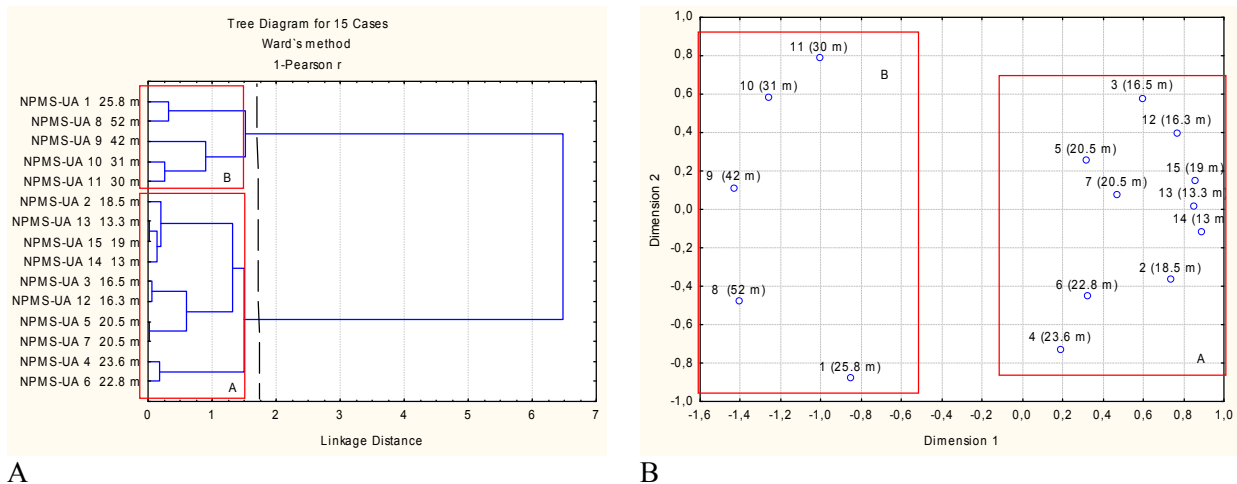 Tree Diagram for 15 Cases
Ward`s method
1-Pearson r
NPMS-UA 1 25.8 m
NPMS-UA 8 52 m
NPMS-UA 9 42 m
NPMS-UA 10 31 m
NPMS-UA 11 30 m
B
NPMS-UA 2 18.5 m
NPMS-UA 13 13.3 m
NPMS-UA 15 19 m
NPMS-UA 14 13 m
NPMS-UA 3 16.5 m
NPMS-UA 12 16.3 m
NPMS-UA 5 20.5 m
NPMS-UA 7 20.5 m
NPMS-UA 4 23.6 m
NPMS-UA 6 22.8 m
A
0 1 2 3 4 5 6 7
Linkage Distance
A
1,0
0,8
0,6
0,4
0,2
0,0
-0,2
-0,4
-0,6
-0,8
-1,0
Dimension 2
11 (30 m)
B
10 (31 m)
3 (16.5 m)
12 (16.3 m)
5 (20.5 m)
9 (42 m)
15 (19 m)
7 (20.5 m)
13 (13.3 m)
14 (13 m
2 (18.5 m)
8 (52 m)
6 (22.8 m)
4 (23.6 m)
1 (25.8 m)
A
-1,6 -1,4 -1,2 -1,0 -0,8 -0,6 -0,4 -0,2 0,0 0,2 0,4 0,6 0,8 1,0
Dimension 1
B